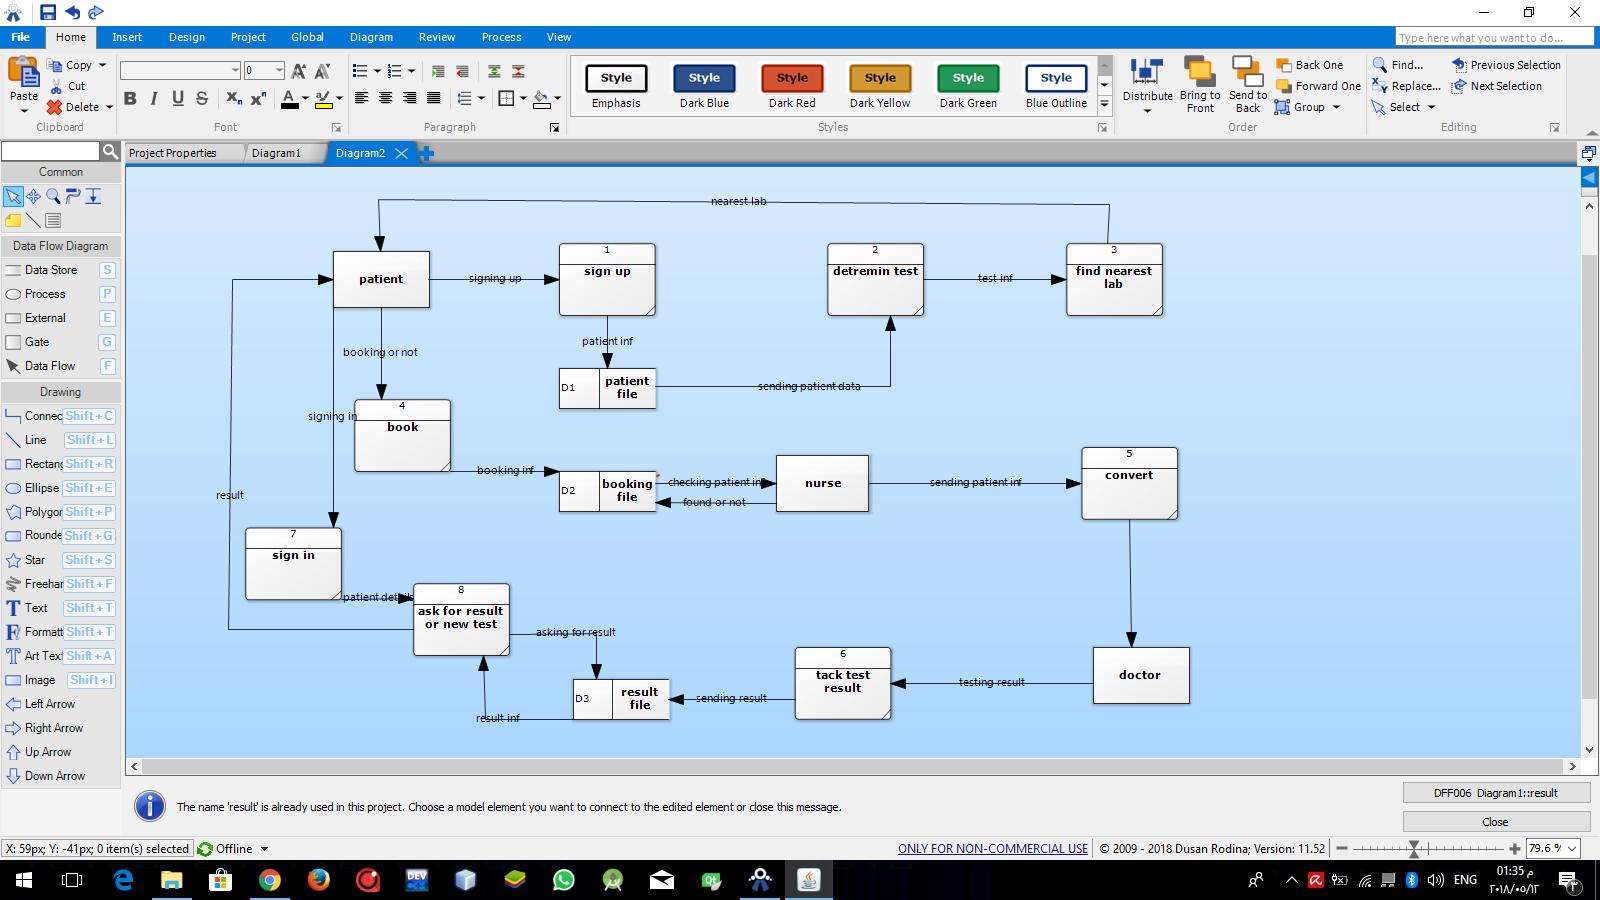 File
Home
Insert
Design
Project
Global
Diagram
Review
Process
View
Type here what you want to do...
Paste
Copy
Cut
Delete
Clipboard
0
B I U S
Font
Paragraph
Style
Emphasis
Style
Dark Blue
Style
Dark Red
Style
Dark Yellow
Style
Dark Green
Style
Blue Outline
Styles
Distribute
Bring to
Front
Send to
Back
Back One
Forward One
Group
Order
Find...
Replace...
Select
Previous Selection
Next Selection
Editing
Project Properties
Diagram1
Diagram2
Common
Data Flow Diagram
Data Store S
Process P
External E
Gate G
Data Flow F
Drawing
Connec Shift+C
Line Shift+L
Rectang Shift+R
Ellipse Shift+E
Polygor Shift+P
Rounde Shift+G
Star Shift+S
Freehar Shift+F
Text Shift+T
Formatt Shift+T
Art Text Shift+A
Image Shift+I
Left Arrow
Right Arrow
Up Arrow
Down Arrow
nearest lab
patient
signing up
1
sign up
2
detremin test
test inf
3
find nearest
lab
patient inf
booking or not
D1
patient
file
sending patient data
signing in
4
book
booking inf
D2
booking
file
checking patient inf
found or not
nurse
sending patient inf
5
convert
result
7
sign in
patient details
8
ask for result
or new test
asking for result
D3
result
file
result inf
sending result
6
tack test
result
testing result
doctor
The name 'result' is already used in this project. Choose a model element you want to connect to the edited element or close this message.
DFF006 Diagram1::result
Close
X: 59px; Y: -41px; 0 item(s) selected
Offline
ONLY FOR NON-COMMERCIAL USE
© 2009 - 2018 Dusan Rodina; Version: 11.52
79.6 %
DEV
Qt
ENG
01:35 م
٢٠١٨/٠٥/١٢
٣